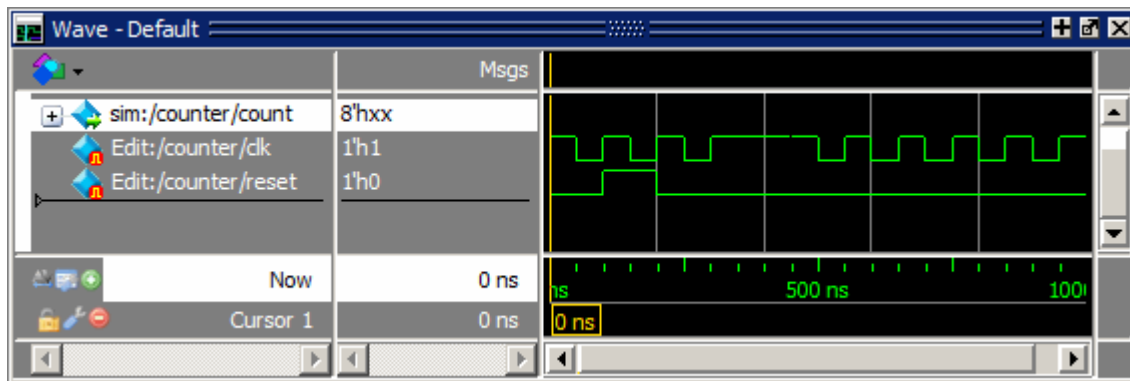 Wave - Default
Msgs
sim:/counter/count 8'hxx
Edit:/counter/clk 1'h1
Edit:/counter/reset 1'h0
Now 0 ns ns 500 ns 100
Cursor 1 0 ns 0 ns